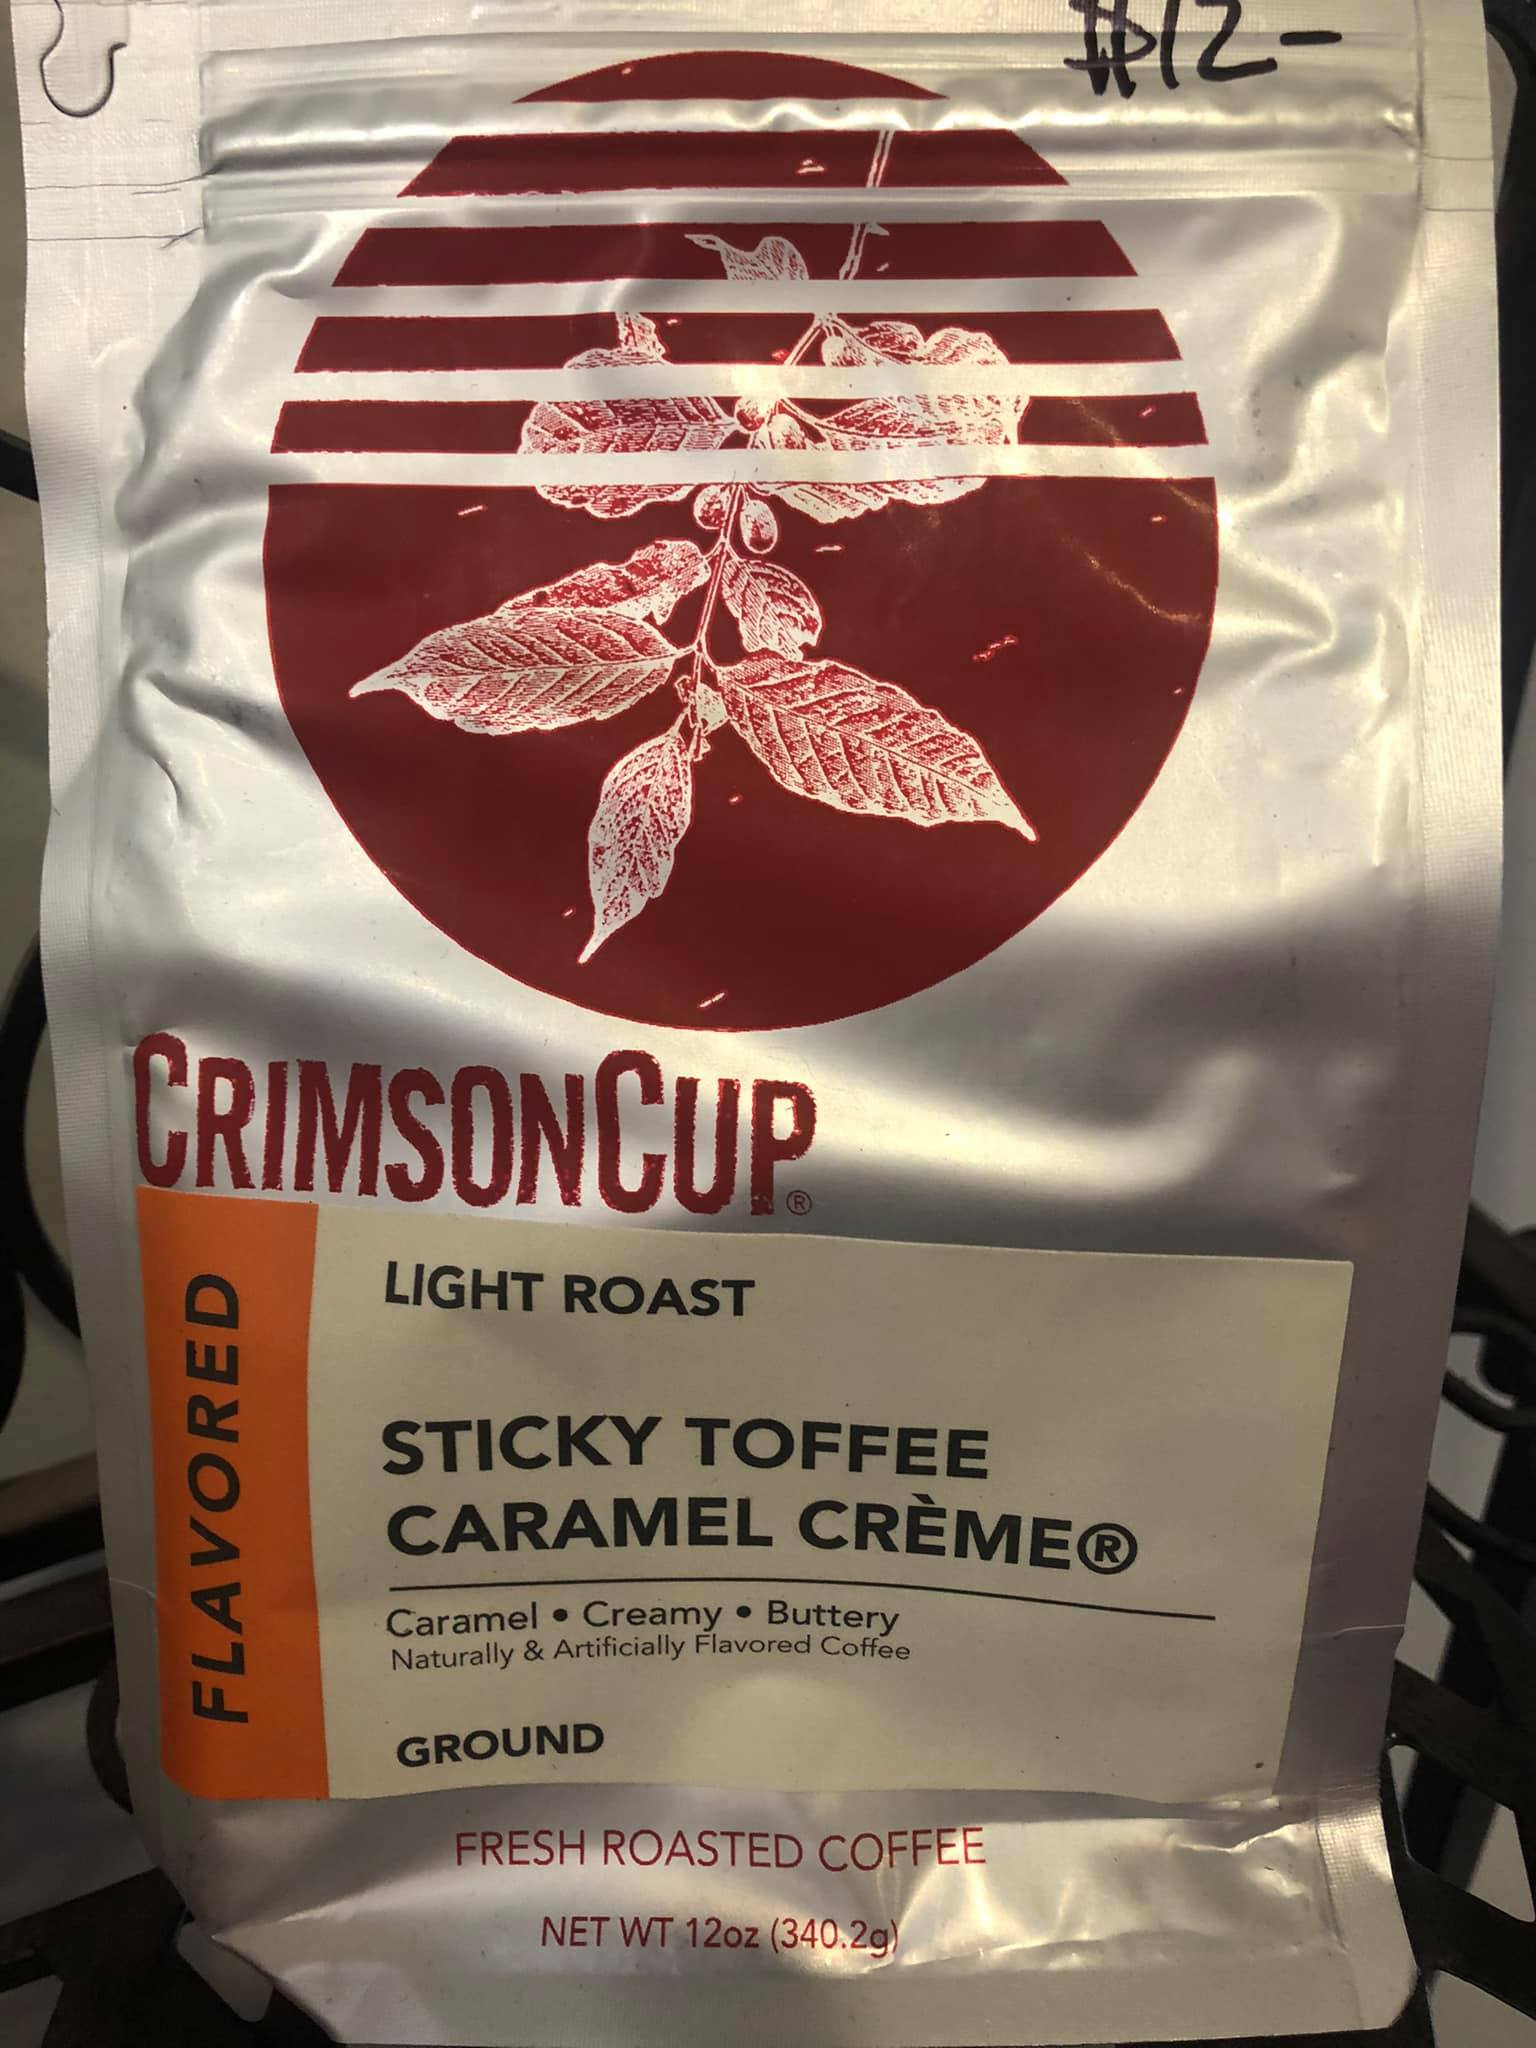 $12-
CRIMSONCUP®
FLAVORED
LIGHT ROAST
STICKY TOFFEE
CARAMEL CRÈME®
Caramel • Creamy • Buttery
Naturally & Artificially Flavored Coffee
GROUND
FRESH ROASTED COFFEE
NET WT 12oz (340.2g)